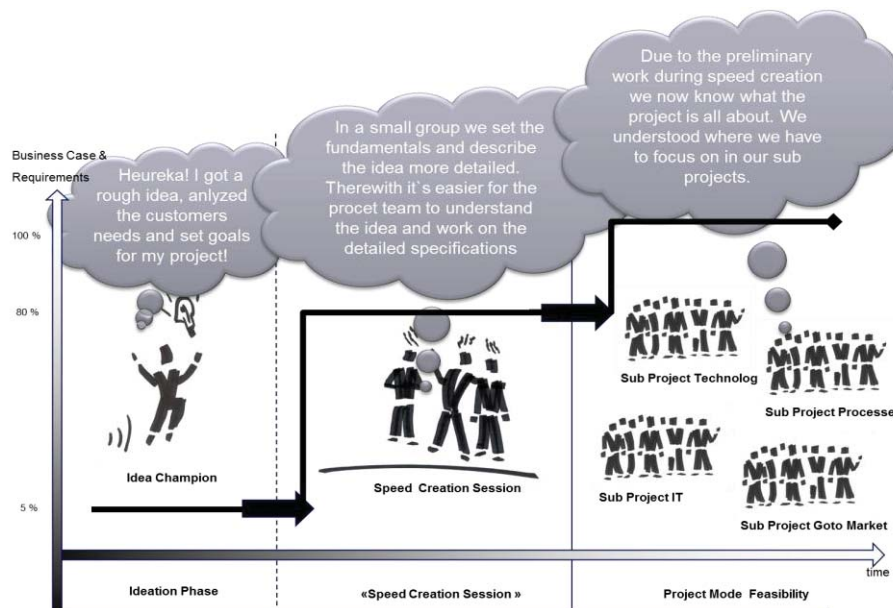 Due to the preliminary
work during speed creation
we now know what the
project is all about. We
understood where we have
to focus on in our sub
projects.
In a small group we set the
fundamentals and describe
the idea more detailed.
Therewith it`s easier for the
procet team to understand
the idea and work on the
detailed specifications
Business Case &
Requirements
Heureka! I got a
rough idea, anlyzed
the customers
needs and set goals
for my project!
100 %
80 %
5 %
Idea Champion
Speed Creation Session
Sub Project Technolog
Sub Project Processe
Sub Project IT
Sub Project Goto Market
time
Ideation Phase
«Speed Creation Session »
Project Mode Feasibility